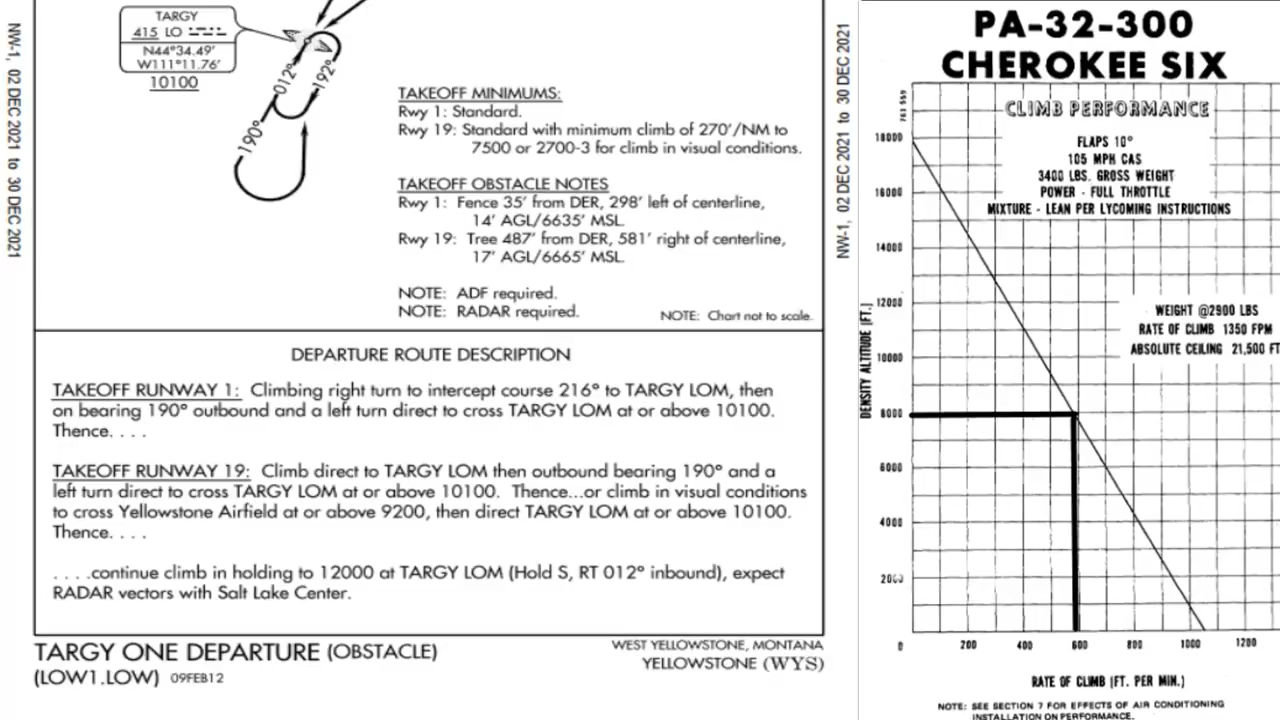 NW-1, 02 DEC 2021 to 30 DEC 2021
TARGY
415 LO
N44°34.49'
W111°11.76'
10100
012°
192°
190°
TAKEOFF MINIMUMS:
Rwy 1: Standard.
Rwy 19: Standard with minimum climb of 270'/NM to
7500 or 2700-3 for climb in visual conditions.
TAKEOFF OBSTACLE NOTES
Rwy 1: Fence 35' from DER, 298' left of centerline,
14' AGL/6635' MSL.
Rwy 19: Tree 487' from DER, 581' right of centerline,
17' AGL/6665' MSL.
NOTE: ADF required.
NOTE: RADAR required.
NOTE: Chart not to scale.
DEPARTURE ROUTE DESCRIPTION
TAKEOFF RUNWAY 1: Climbing right turn to intercept course 216° to TARGY LOM, then
on bearing 190° outbound and a left turn direct to cross TARGY LOM at or above 10100.
Thence. . . .
TAKEOFF RUNWAY 19: Climb direct to TARGY LOM then outbound bearing 190° and a
left turn direct to cross TARGY LOM at or above 10100. Thence...or climb in visual conditions
to cross Yellowstone Airfield at or above 9200, then direct TARGY LOM at or above 10100.
Thence. . . .
. . . .continue climb in holding to 12000 at TARGY LOM (Hold S, RT 012° inbound), expect
RADAR vectors with Salt Lake Center.
TARGY ONE DEPARTURE (OBSTACLE)
(LOW1.LOW) 09FEB12
WEST YELLOWSTONE, MONTANA
YELLOWSTONE (WYS)
NW-1, 02 DEC 2021 to 30 DEC 2021
PA-32-300
CHEROKEE SIX
CLIMB PERFORMANCE
FLAPS 10°
105 MPH CAS
3400 LBS. GROSS WEIGHT
POWER - FULL THROTTLE
MIXTURE - LEAN PER LYCOMING INSTRUCTIONS
WEIGHT @2900 LBS
RATE OF CLIMB 1350 FPM
ABSOLUTE CEILING 21,500 FT
DENSITY ALTITUDE (FT.)
18000
16000
14000
12000
10000
8000
6000
4000
2000
0 200 400 600 800 1000 1200
RATE OF CLIMB (FT. PER MIN.)
NOTE: SEE SECTION 7 FOR EFFECTS OF AIR CONDITIONING
INSTALLATION ON PERFORMANCE.